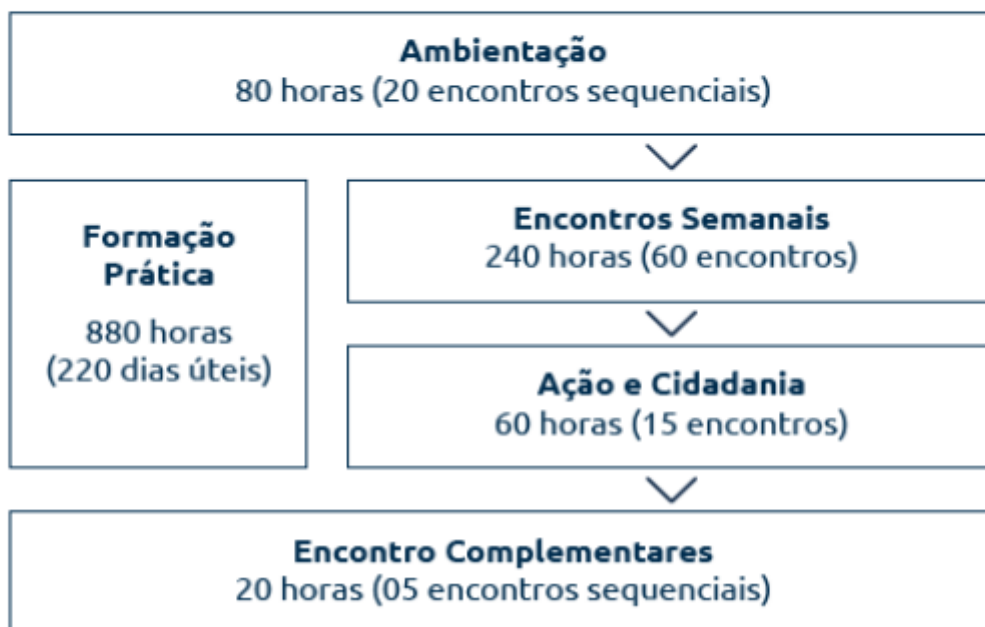 Ambientação
80 horas (20 encontros sequenciais)
Formação
Prática
880 horas
(220 dias úteis)
Encontros Semanais
240 horas (60 encontros)
Ação e Cidadania
60 horas (15 encontros)
Encontro Complementares
20 horas (05 encontros sequenciais)